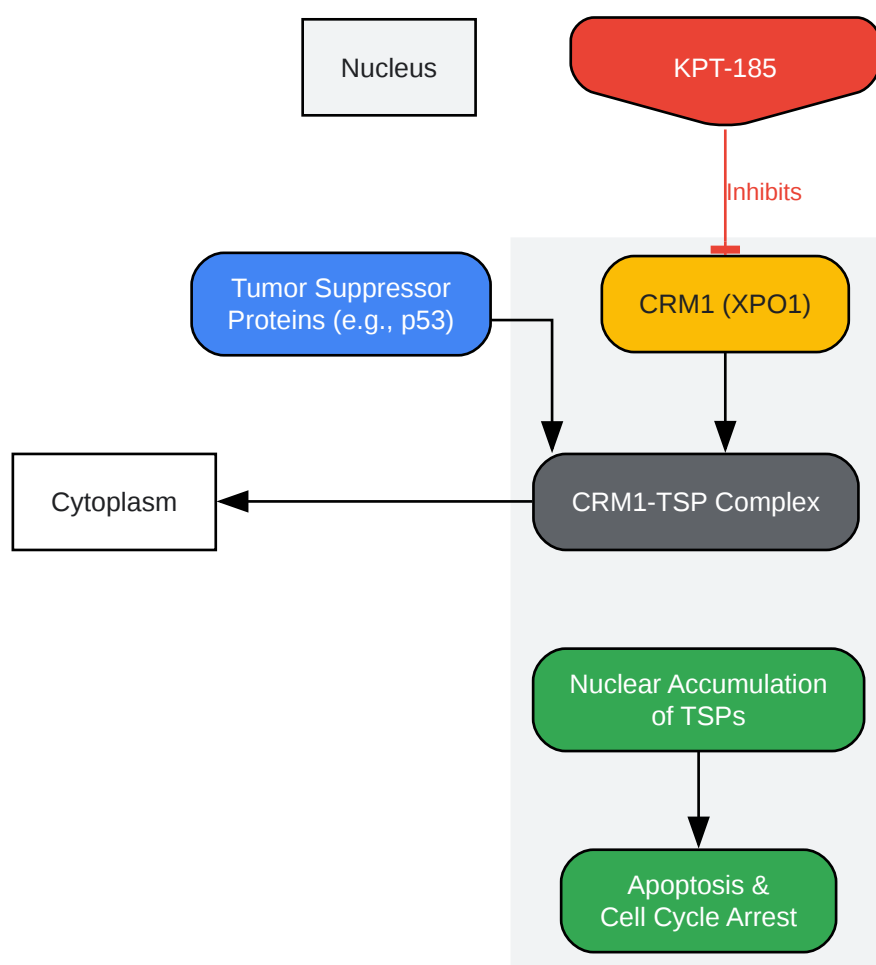 Nucleus
KPT-185
Inhibits
Tumor Suppressor
Proteins (e.g., p53)
CRM1 (XPO1)
Cytoplasm
CRM1-TSP Complex
Nuclear Accumulation
of TSPs
Apoptosis &
Cell Cycle Arrest